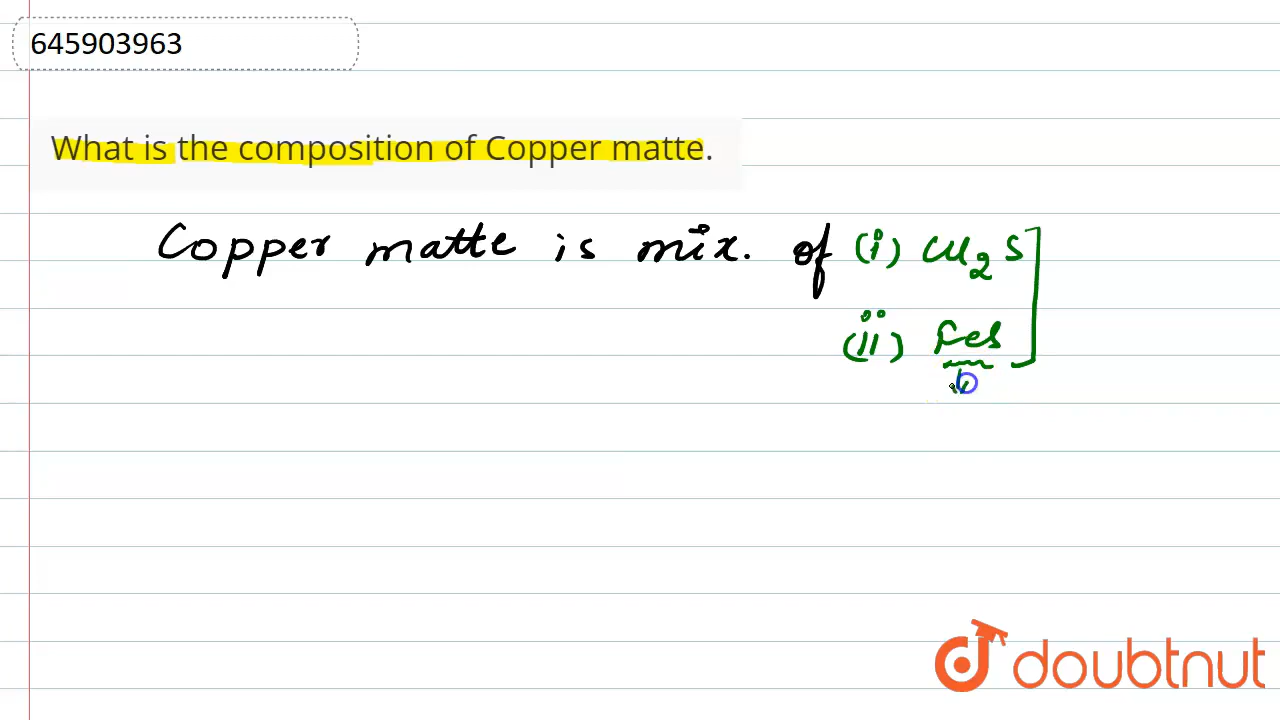 645903963
What is the composition of Copper matte.
Copper matte is mix. of (i) Cu2S
(ii) FeS
doubtnut